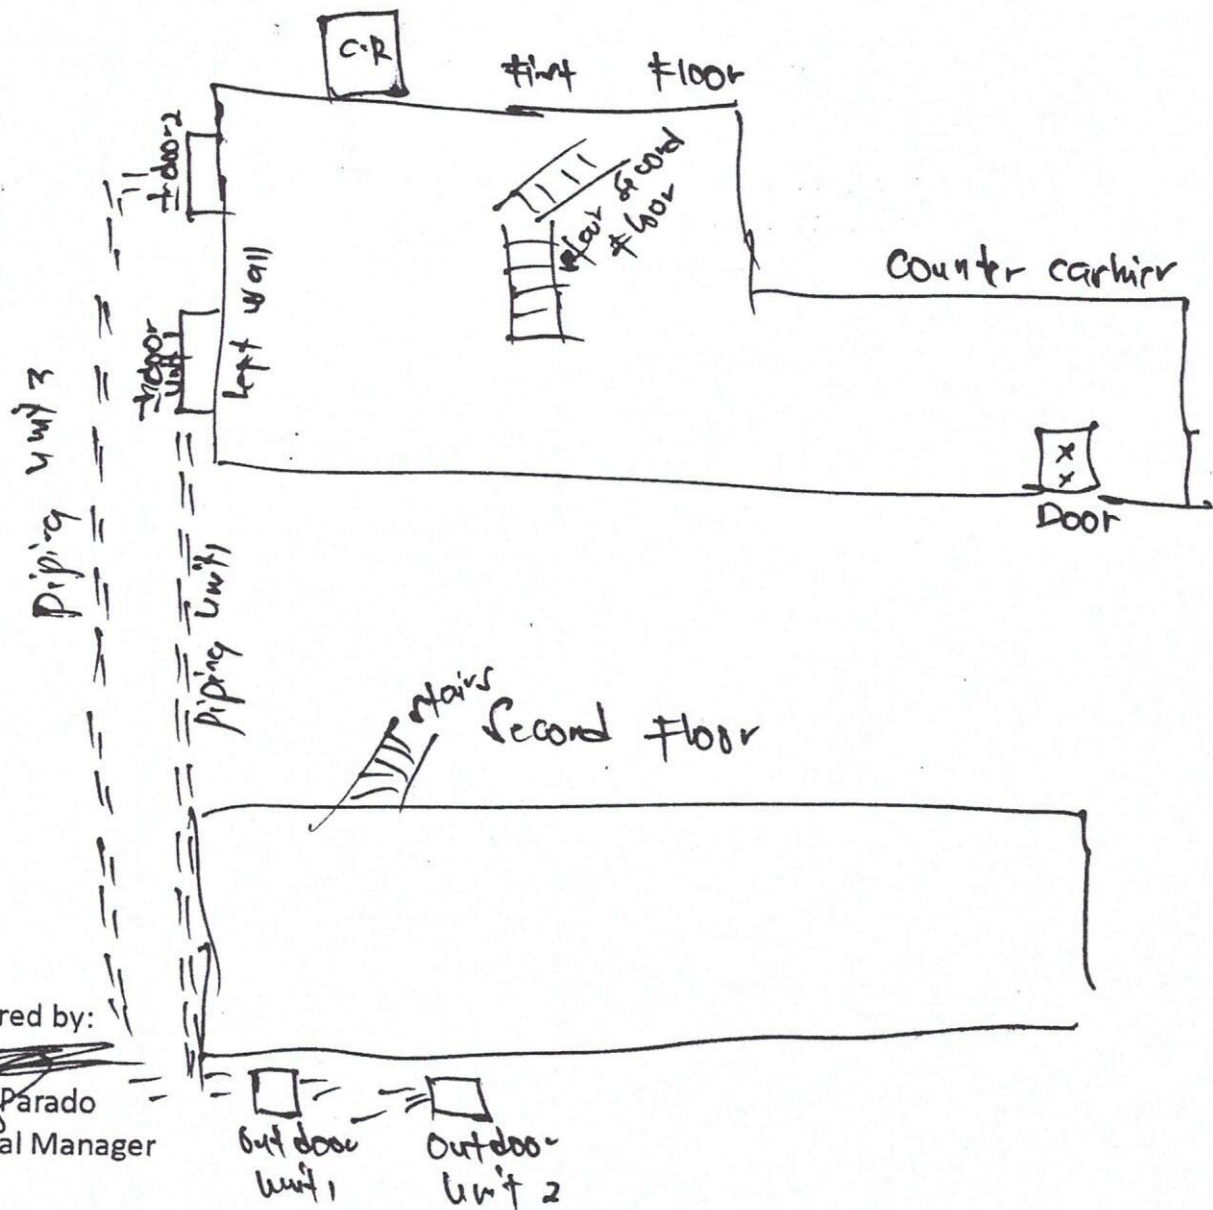 C.R
First Floor
Indoor 2
stair Second
Floor
Left Wall
Counter cashier
Indoor
Unit 1
Piping unit 3
Door
Piping Unit 1
stairs
Second Floor
red by:
Parado
al Manager
Outdoor
Unit 1
Outdoor
Unit 2